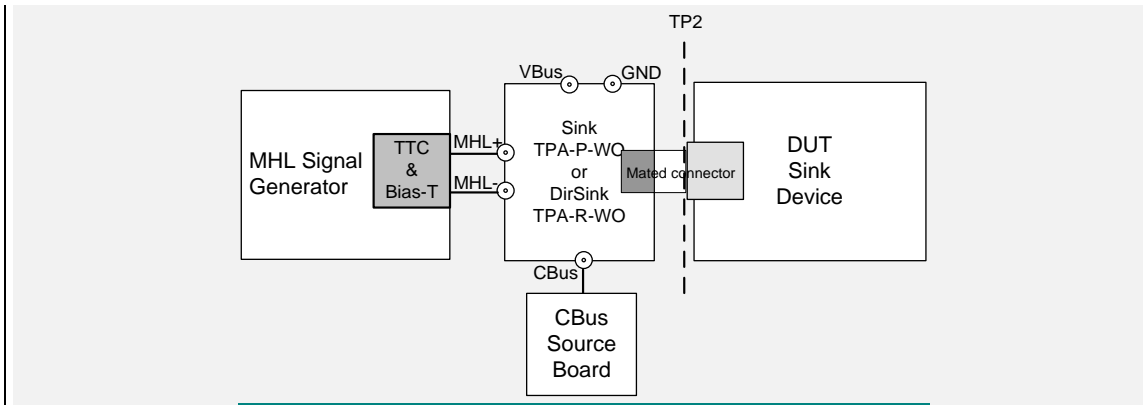 TP2
VBus
GND
MHL Signal
Generator
TTC
&
Bias-T
MHL+
MHL-
Sink
TPA-P-WO
or
DirSink
TPA-R-WO
Mated connector
DUT
Sink
Device
CBus
CBus
Source
Board